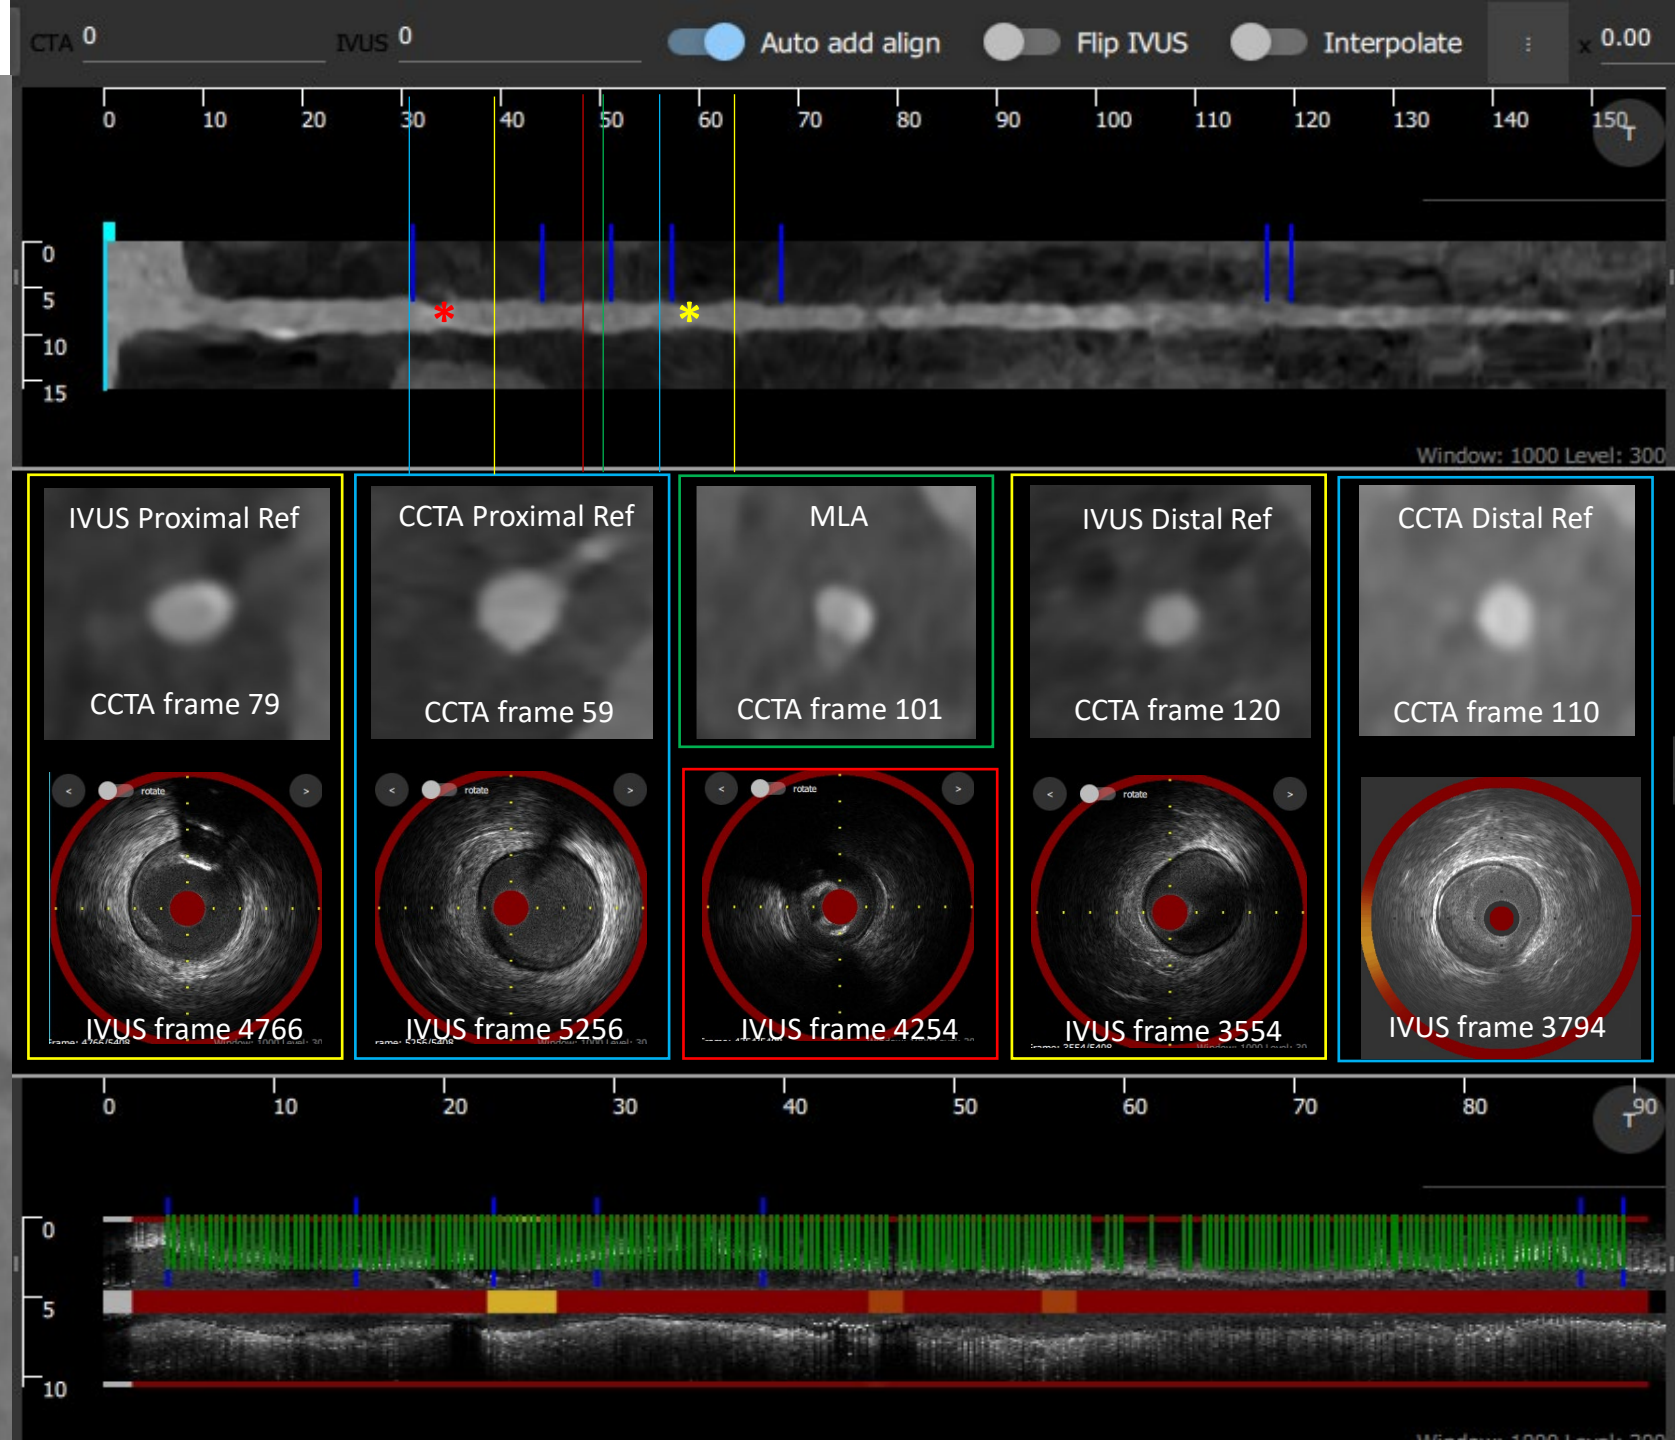 CTA 0 IVUS 0 Auto add align Flip IVUS Interpolate ⋮ x 0.00
0 10 20 30 40 50 60 70 80 90 100 110 120 130 140 150 T
0
*
*
5
10
15
Window: 1000 Level: 300
IVUS Proximal Ref
CCTA frame 79
CCTA Proximal Ref
CCTA frame 59
MLA
CCTA frame 101
IVUS Distal Ref
CCTA frame 120
CCTA Distal Ref
CCTA frame 110
< rotate >
IVUS frame 4766
< rotate >
IVUS frame 5256
< rotate >
IVUS frame 4254
< rotate >
IVUS frame 3554
IVUS frame 3794
0 10 20 30 40 50 60 70 80 90 T
0
5
10